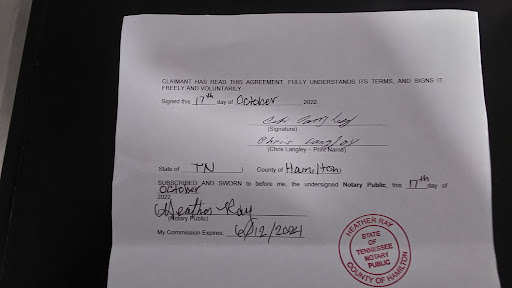 CLAIMANT HAS READ THIS AGREEMENT, FULLY UNDERSTANDS ITS TERMS, AND SIGNS IT
FREELY AND VOLUNTARILY
Signed this 17th day of October 2022.
(Signature)
Chris Langley
(Chris Langley – Print Name)
State of TN ) County of Hamilton
SUBSCRIBED AND SWORN to before me, the undersigned Notary Public, this 17th day of
October
2022.
Heather Ray
(Notary Public)
My Commission Expires: 6/12/2024
HEATHER RAY
STATE
OF
TENNESSEE
NOTARY
PUBLIC
COUNTY OF HAMILTON